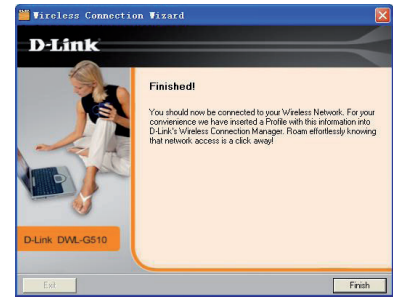 Wireless Connection Wizard
D-Link
Finished!
You should now be connected to your Wireless Network. For your
convienience we have inserted a Profile with this information into
D-Link's Wireless Connection Manager. Roam effortlessly knowing
that network access is a click away!
D-Link DWL-G510
Exit
Finish